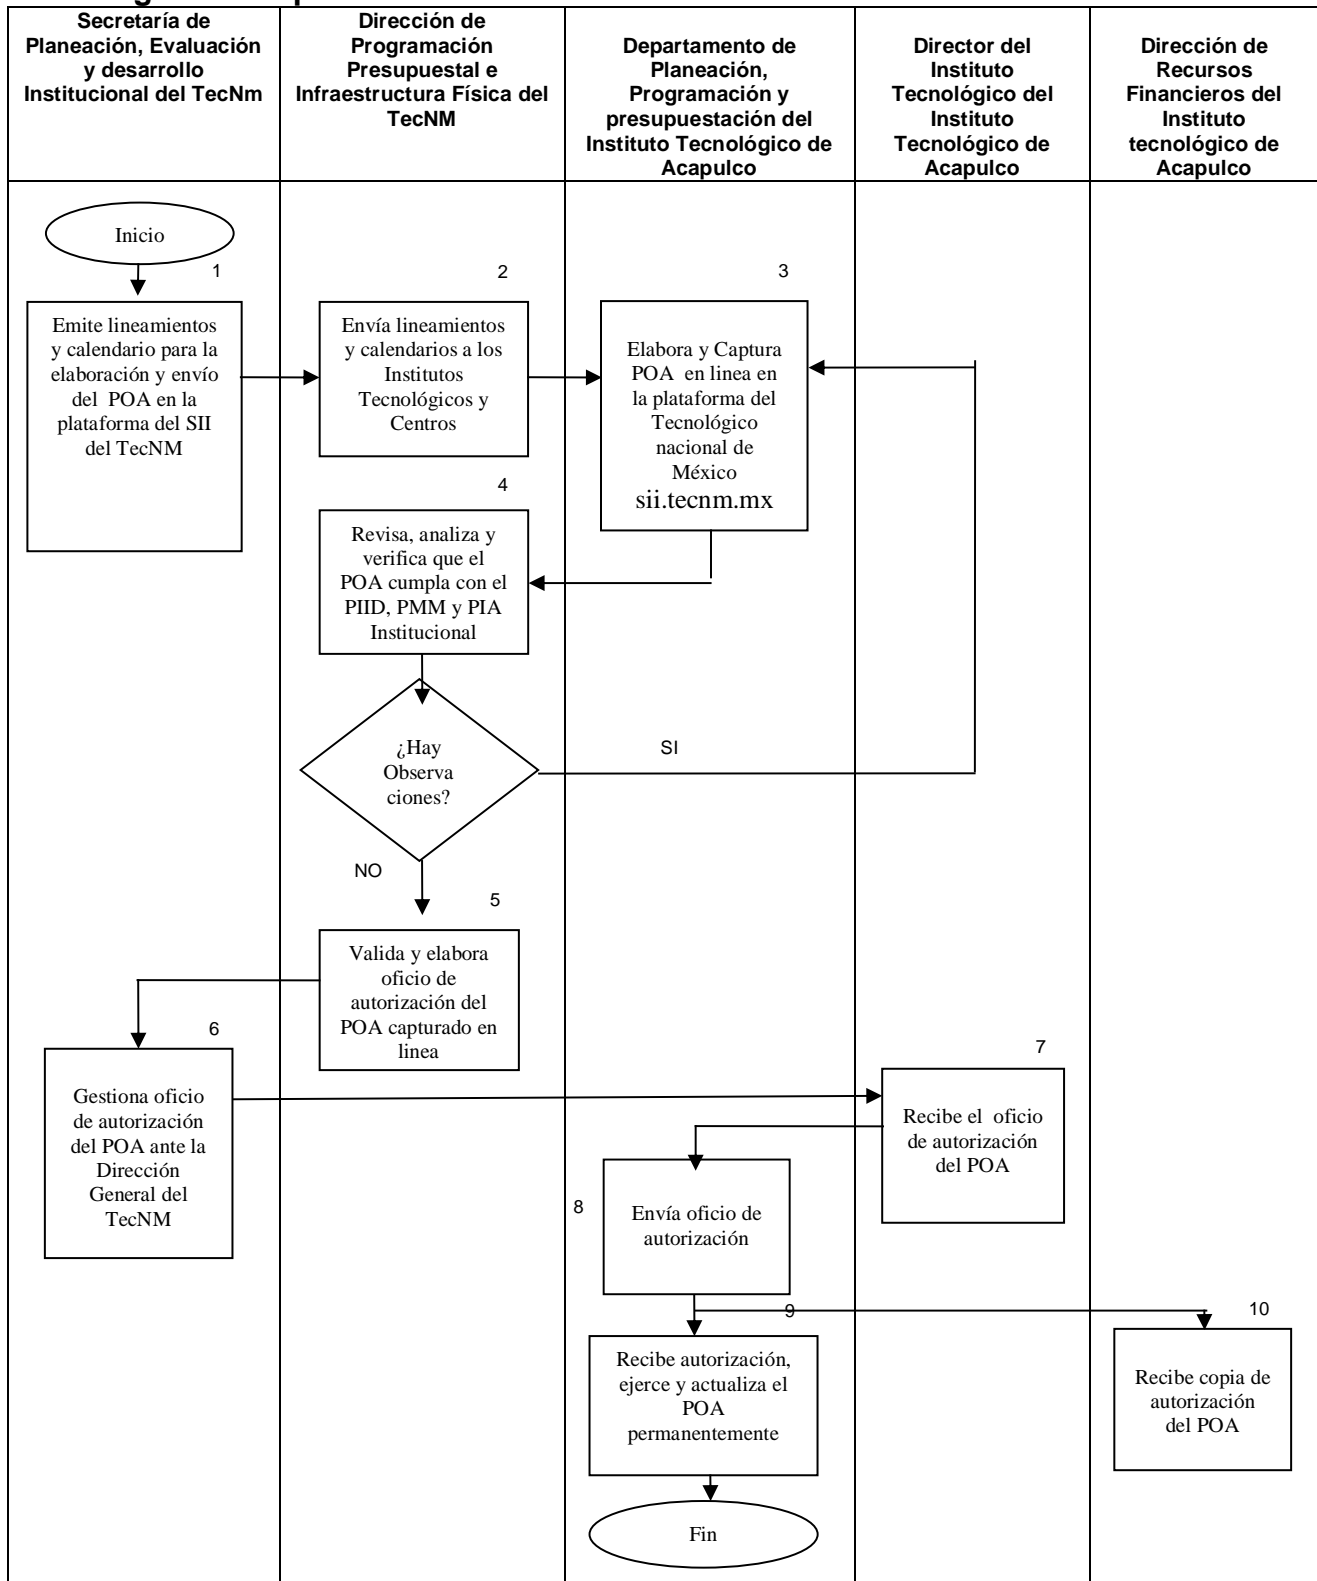 Secretaría de
Planeación, Evaluación
y desarrollo
Institucional del TecNm
Dirección de
Programación
Presupuestal e
Infraestructura Física del
TecNM
Departamento de
Planeación,
Programación y
presupuestación del
Instituto Tecnológico de
Acapulco
Director del
Instituto
Tecnológico del
Instituto
Tecnológico de
Acapulco
Dirección de
Recursos
Financieros del
Instituto
tecnológico de
Acapulco
Inicio
1
Emite lineamientos
y calendario para la
elaboración y envío
del POA en la
plataforma del SII
del TecNM
2
Envía lineamientos
y calendarios a los
Institutos
Tecnológicos y
Centros
3
Elabora y Captura
POA en linea en
la plataforma del
Tecnológico
nacional de
México
sii.tecnm.mx
4
Revisa, analiza y
verifica que el
POA cumpla con el
PIID, PMM y PIA
Institucional
¿Hay
Observa
ciones?
SI
NO
5
Valida y elabora
oficio de
autorización del
POA capturado en
linea
6
Gestiona oficio
de autorización
del POA ante la
Dirección
General del
TecNM
7
Recibe el oficio
de autorización
del POA
8
Envía oficio de
autorización
9
Recibe autorización,
ejerce y actualiza el
POA
permanentemente
10
Recibe copia de
autorización
del POA
Fin